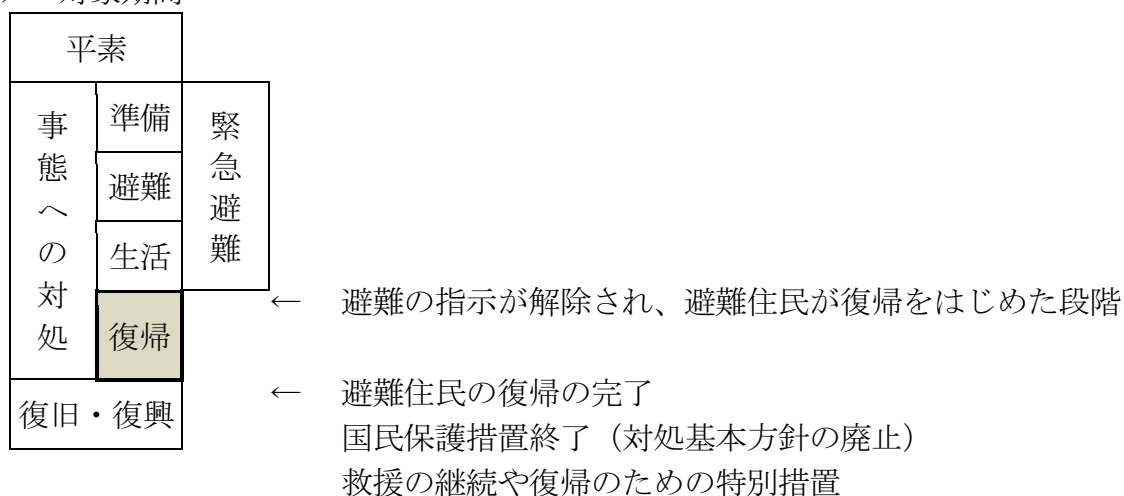 平素
事態への対処
準備
避難
生活
復帰
緊急避難
復旧・復興
← 避難の指示が解除され、避難住民が復帰をはじめた段階
← 避難住民の復帰の完了
国民保護措置終了（対処基本方針の廃止）
救援の継続や復帰のための特別措置